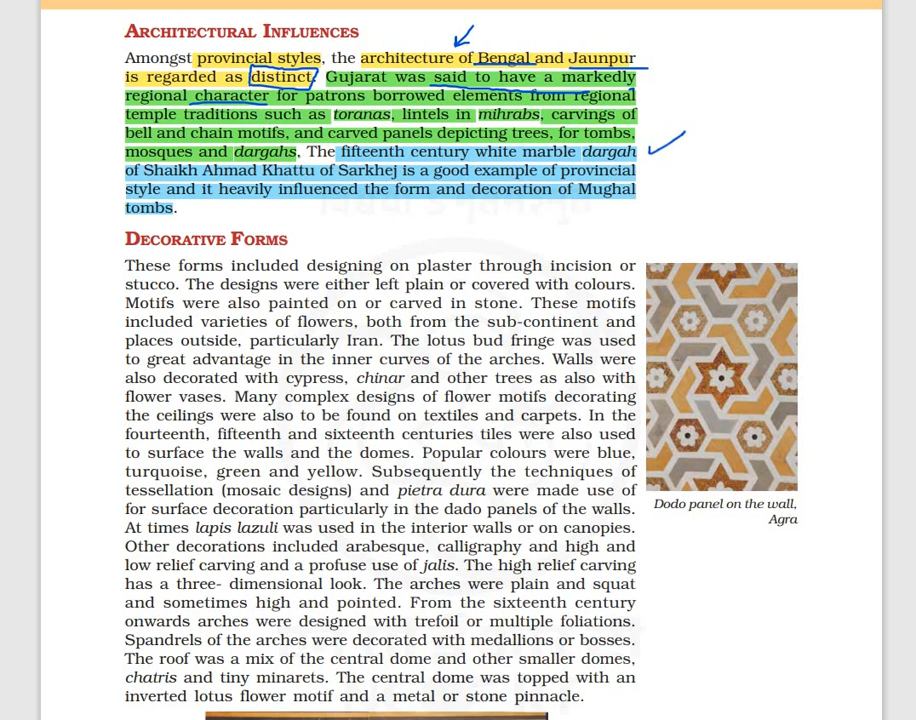 ARCHITECTURAL INFLUENCES
Amongst provincial styles, the architecture of Bengal and Jaunpur
is regarded as distinct. Gujarat was said to have a markedly
regional character for patrons borrowed elements from regional
temple traditions such as toranas, lintels in mihrabs, carvings of
bell and chain motifs, and carved panels depicting trees, for tombs,
mosques and dargahs. The fifteenth century white marble dargah
of Shaikh Ahmad Khattu of Sarkhej is a good example of provincial
style and it heavily influenced the form and decoration of Mughal
tombs.
DECORATIVE FORMS
These forms included designing on plaster through incision or
stucco. The designs were either left plain or covered with colours.
Motifs were also painted on or carved in stone. These motifs
included varieties of flowers, both from the sub-continent and
places outside, particularly Iran. The lotus bud fringe was used
to great advantage in the inner curves of the arches. Walls were
also decorated with cypress, chinar and other trees as also with
flower vases. Many complex designs of flower motifs decorating
the ceilings were also to be found on textiles and carpets. In the
fourteenth, fifteenth and sixteenth centuries tiles were also used
to surface the walls and the domes. Popular colours were blue,
turquoise, green and yellow. Subsequently the techniques of
tessellation (mosaic designs) and pietra dura were made use of
for surface decoration particularly in the dado panels of the walls.
At times lapis lazuli was used in the interior walls or on canopies.
Other decorations included arabesque, calligraphy and high and
low relief carving and a profuse use of jalis. The high relief carving
has a three- dimensional look. The arches were plain and squat
and sometimes high and pointed. From the sixteenth century
onwards arches were designed with trefoil or multiple foliations.
Spandrels of the arches were decorated with medallions or bosses.
The roof was a mix of the central dome and other smaller domes,
chatris and tiny minarets. The central dome was topped with an
inverted lotus flower motif and a metal or stone pinnacle.
Dodo panel on the wall,
Agra